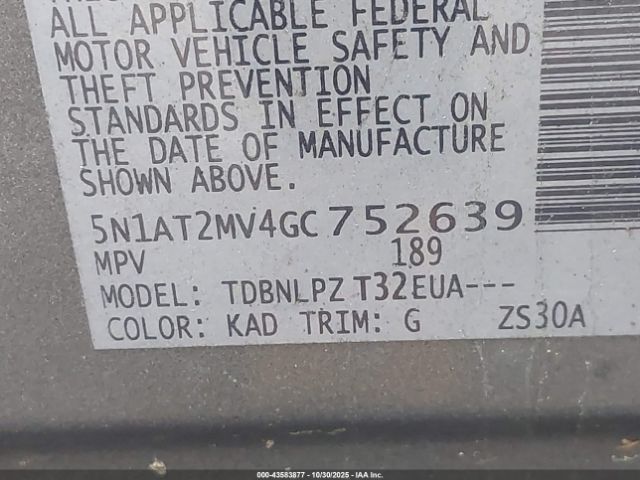 ALL APPLICABLE FEDERAL
MOTOR VEHICLE SAFETY AND
THEFT PREVENTION
STANDARDS IN EFFECT ON
THE DATE OF MANUFACTURE
SHOWN ABOVE.
5N1AT2MV4GC752639
MPV 189
MODEL: TDBNLPZ T32EUA---
COLOR: KAD TRIM: G ZS30A
000-43583877 - 10/30/2025 - IAA Inc.